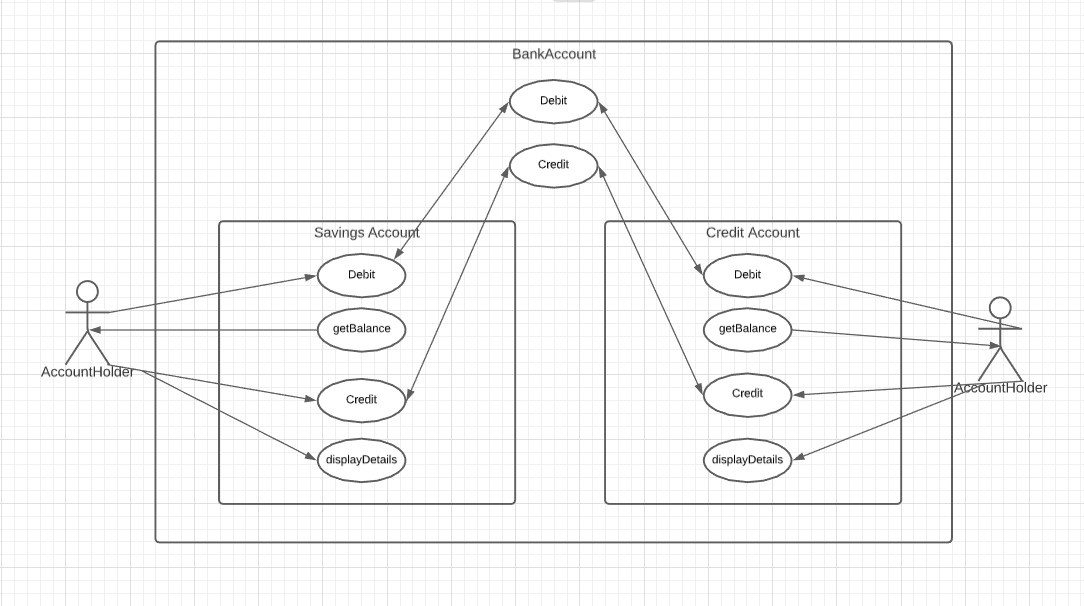 BankAccount
Debit
Credit
Savings Account
Debit
getBalance
Credit
displayDetails
Credit Account
Debit
getBalance
Credit
displayDetails
AccountHolder
AccountHolder